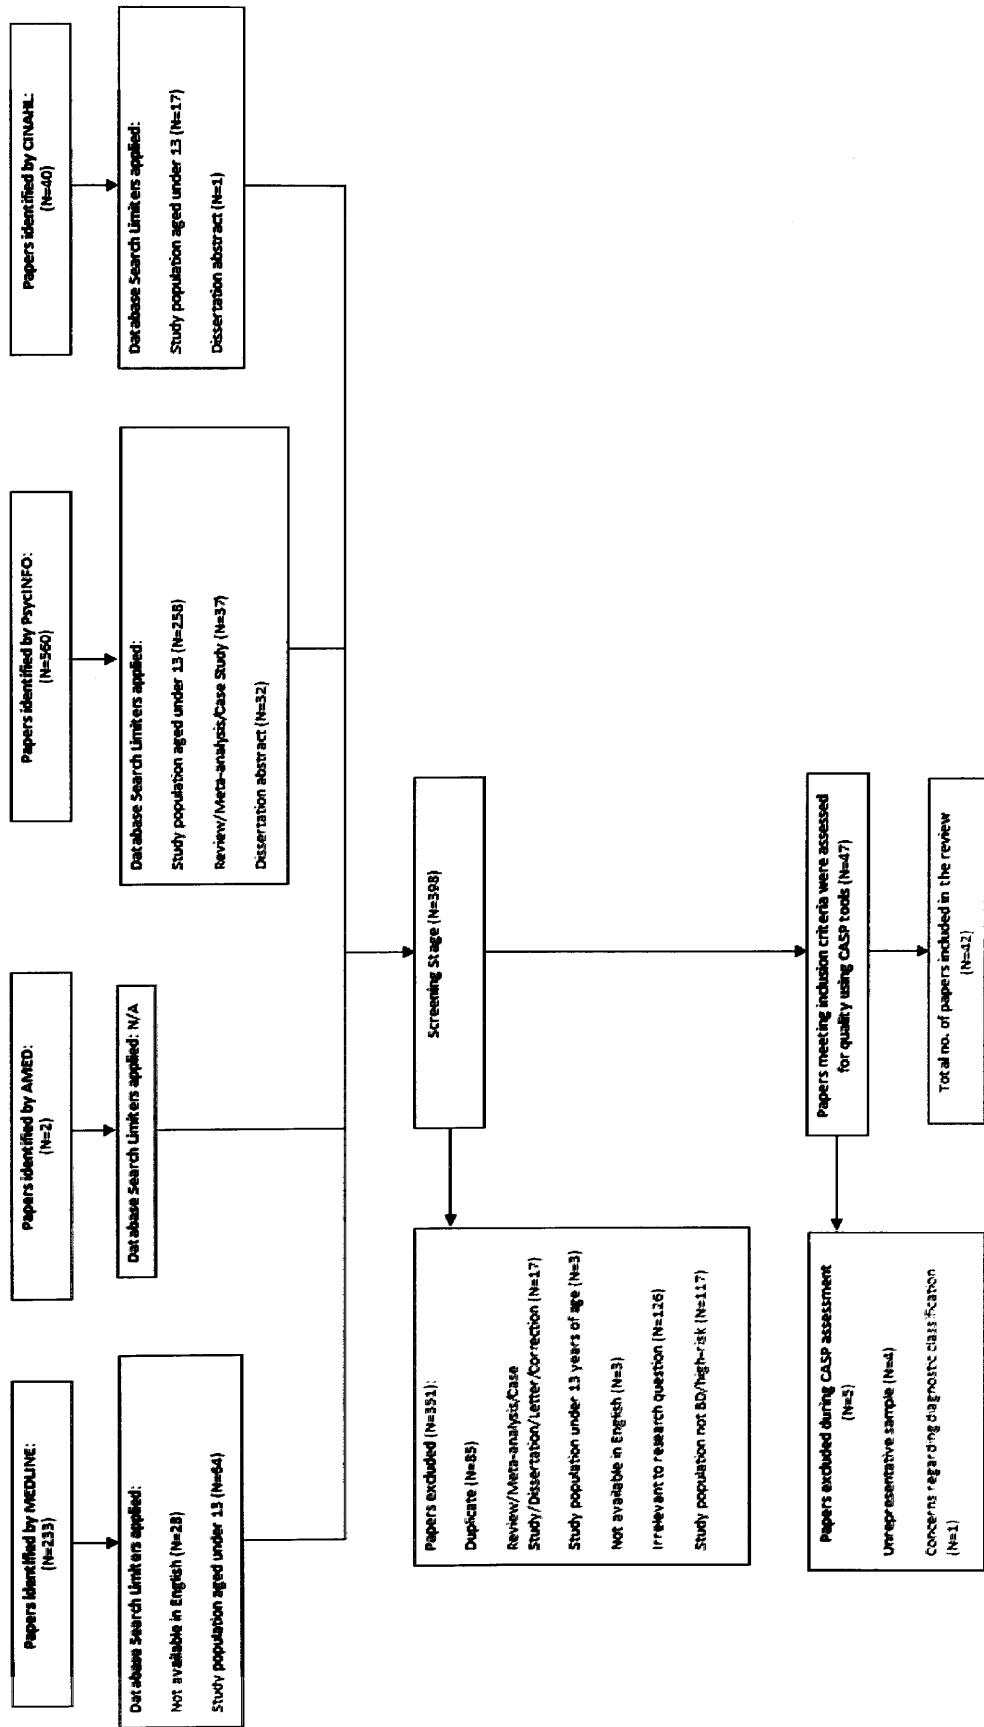 Papers identified by MEDLINE:
(N=233)
Papers identified by AMED:
(N=2)
Papers identified by PsycINFO:
(N=560)
Papers identified by CINAHL:
(N=40)
Database Search Limiters applied:
Not available in English (N=28)
Study population aged under 13 (N=64)
Database Search Limiters applied: N/A
Database Search Limiters applied:
Study population aged under 13 (N=258)
Review/Meta-analysis/Case Study (N=37)
Dissertation abstract (N=32)
Database Search Limiters applied:
Study population aged under 13 (N=17)
Dissertation abstract (N=1)
Screening Stage (N=398)
Papers excluded (N=351):
Duplicate (N=85)
Review/Meta-analysis/Case
Study/Dissertation/Letter/Correction (N=17)
Study population under 13 years of age (N=3)
Not available in English (N=3)
Irrelevant to research question (N=126)
Study population not BD/high-risk (N=117)
Papers meeting inclusion criteria were assessed
for quality using CASP tools (N=47)
Papers excluded during CASP assessment
(N=5)
Unrepresentative sample (N=4)
Concerns regarding diagnostic classification
(N=1)
Total no. of papers included in the review
(N=42)